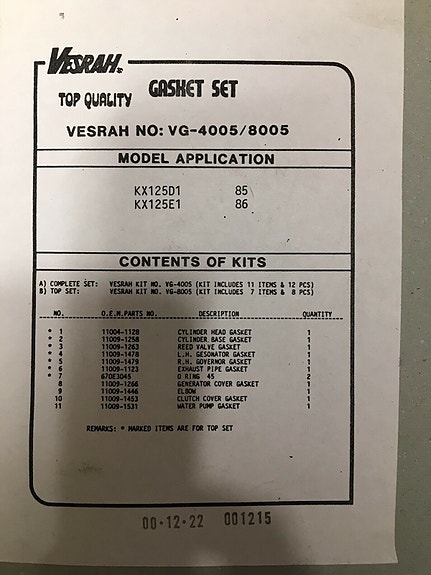 VESRAH®
TOP QUALITY GASKET SET
VESRAH NO: VG-4005/8005
MODEL APPLICATION
KX125D1 85
KX125E1 86
CONTENTS OF KITS
A) COMPLETE SET: VESRAH KIT NO. VG-4005 (KIT INCLUDES 11 ITEMS & 12 PCS)
B) TOP SET: VESRAH KIT NO. VG-8005 (KIT INCLUDES 7 ITEMS & 8 PCS)
NO. O.E.M.PARTS NO. DESCRIPTION QUANTITY
* 1 11004-1128 CYLINDER HEAD GASKET 1
* 2 11009-1258 CYLINDER BASE GASKET 1
* 3 11009-1263 REED VALVE GASKET 1
* 4 11009-1478 L.H. GESONATOR GASKET 1
* 5 11009-1479 R.H. GOVERNOR GASKET 1
* 6 11009-1123 EXHAUST PIPE GASKET 1
* 7 670E3045 O RING 45 2
8 11009-1266 GENERATOR COVER GASKET 1
9 11009-1446 ELBOW 1
10 11009-1453 CLUTCH COVER GASKET 1
11 11009-1531 WATER PUMP GASKET 1
REMARKS: * MARKED ITEMS ARE FOR TOP SET
00.12.22 001215